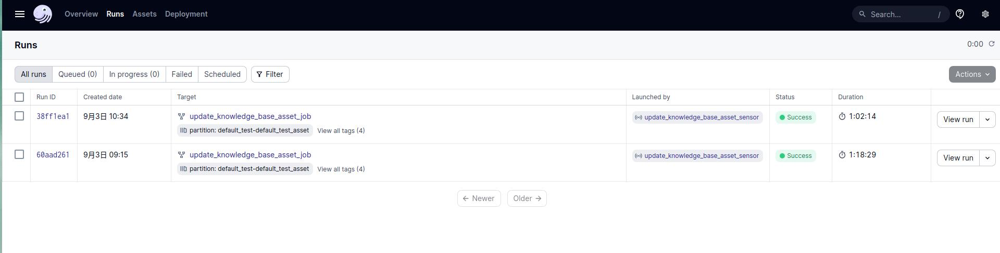 Overview Runs Assets Deployment Search... /
Runs 0:00
All runs Queued (0) In progress (0) Failed Scheduled Filter Actions
Run ID Created date Target Launched by Status Duration
38ff1ea1 9月3日 10:34 update_knowledge_base_asset_job update_knowledge_base_asset_sensor Success 1:02:14 View run
partition: default_test-default_test_asset View all tags (4)
60aad261 9月3日 09:15 update_knowledge_base_asset_job update_knowledge_base_asset_sensor Success 1:18:29 View run
partition: default_test-default_test_asset View all tags (4)
← Newer Older →